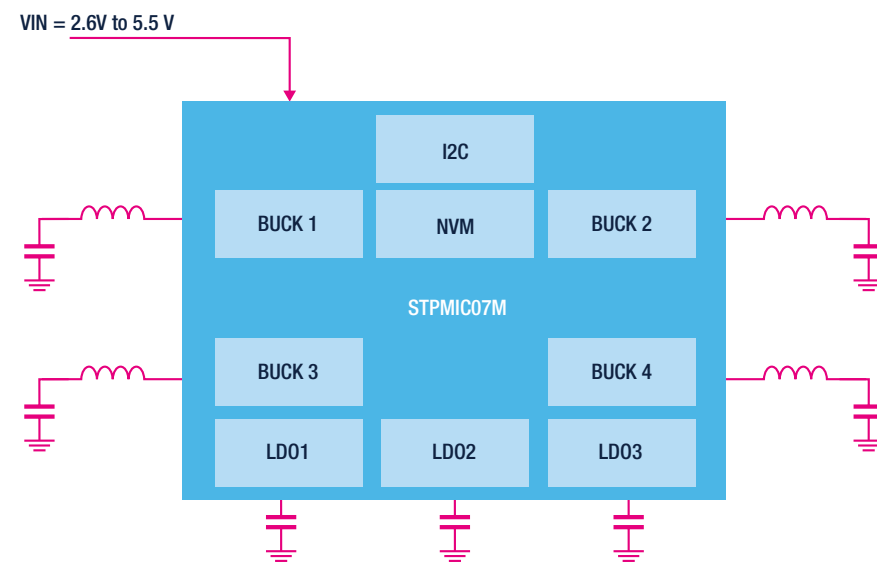 VIN = 2.6V to 5.5 V
I2C
BUCK 1
NVM
BUCK 2
STPMIC07M
BUCK 3
BUCK 4
LDO1
LDO2
LDO3